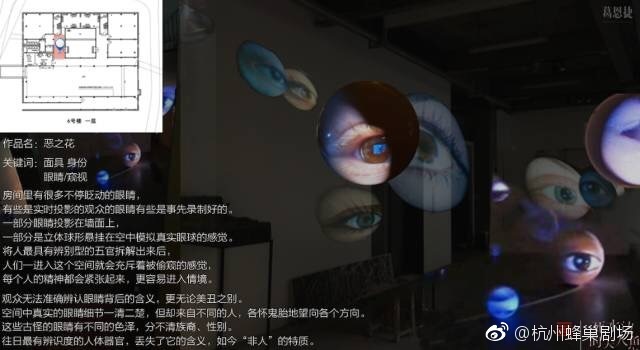 葛恩捷
6号楼 一层
作品名：恶之花
关键词：面具 身份
眼睛/窥视
房间里有很多不停眨动的眼睛，
有些是实时投影的观众的眼睛有些是事先录制好的。
一部分眼睛投影在墙面上，
一部分是立体球形悬挂在空中模拟真实眼球的感觉。
将人最具有辨别型的五官拆解出来后，
人们一进入这个空间就会充斥着被偷窥的感觉，
每个人的精神都会紧张起来，更容易进入情境。
观众无法准确辨认眼睛背后的含义，更无论美丑之别。
空间中真实的眼睛细节一清二楚，但却来自不同的人，各怀鬼胎地望向各个方向。
这些古怪的眼睛有不同的色泽，分不清族裔、性别。
往日最有辨识度的人体器官，丢失了它的含义，如今“非人”的特质。
@杭州蜂巢剧场